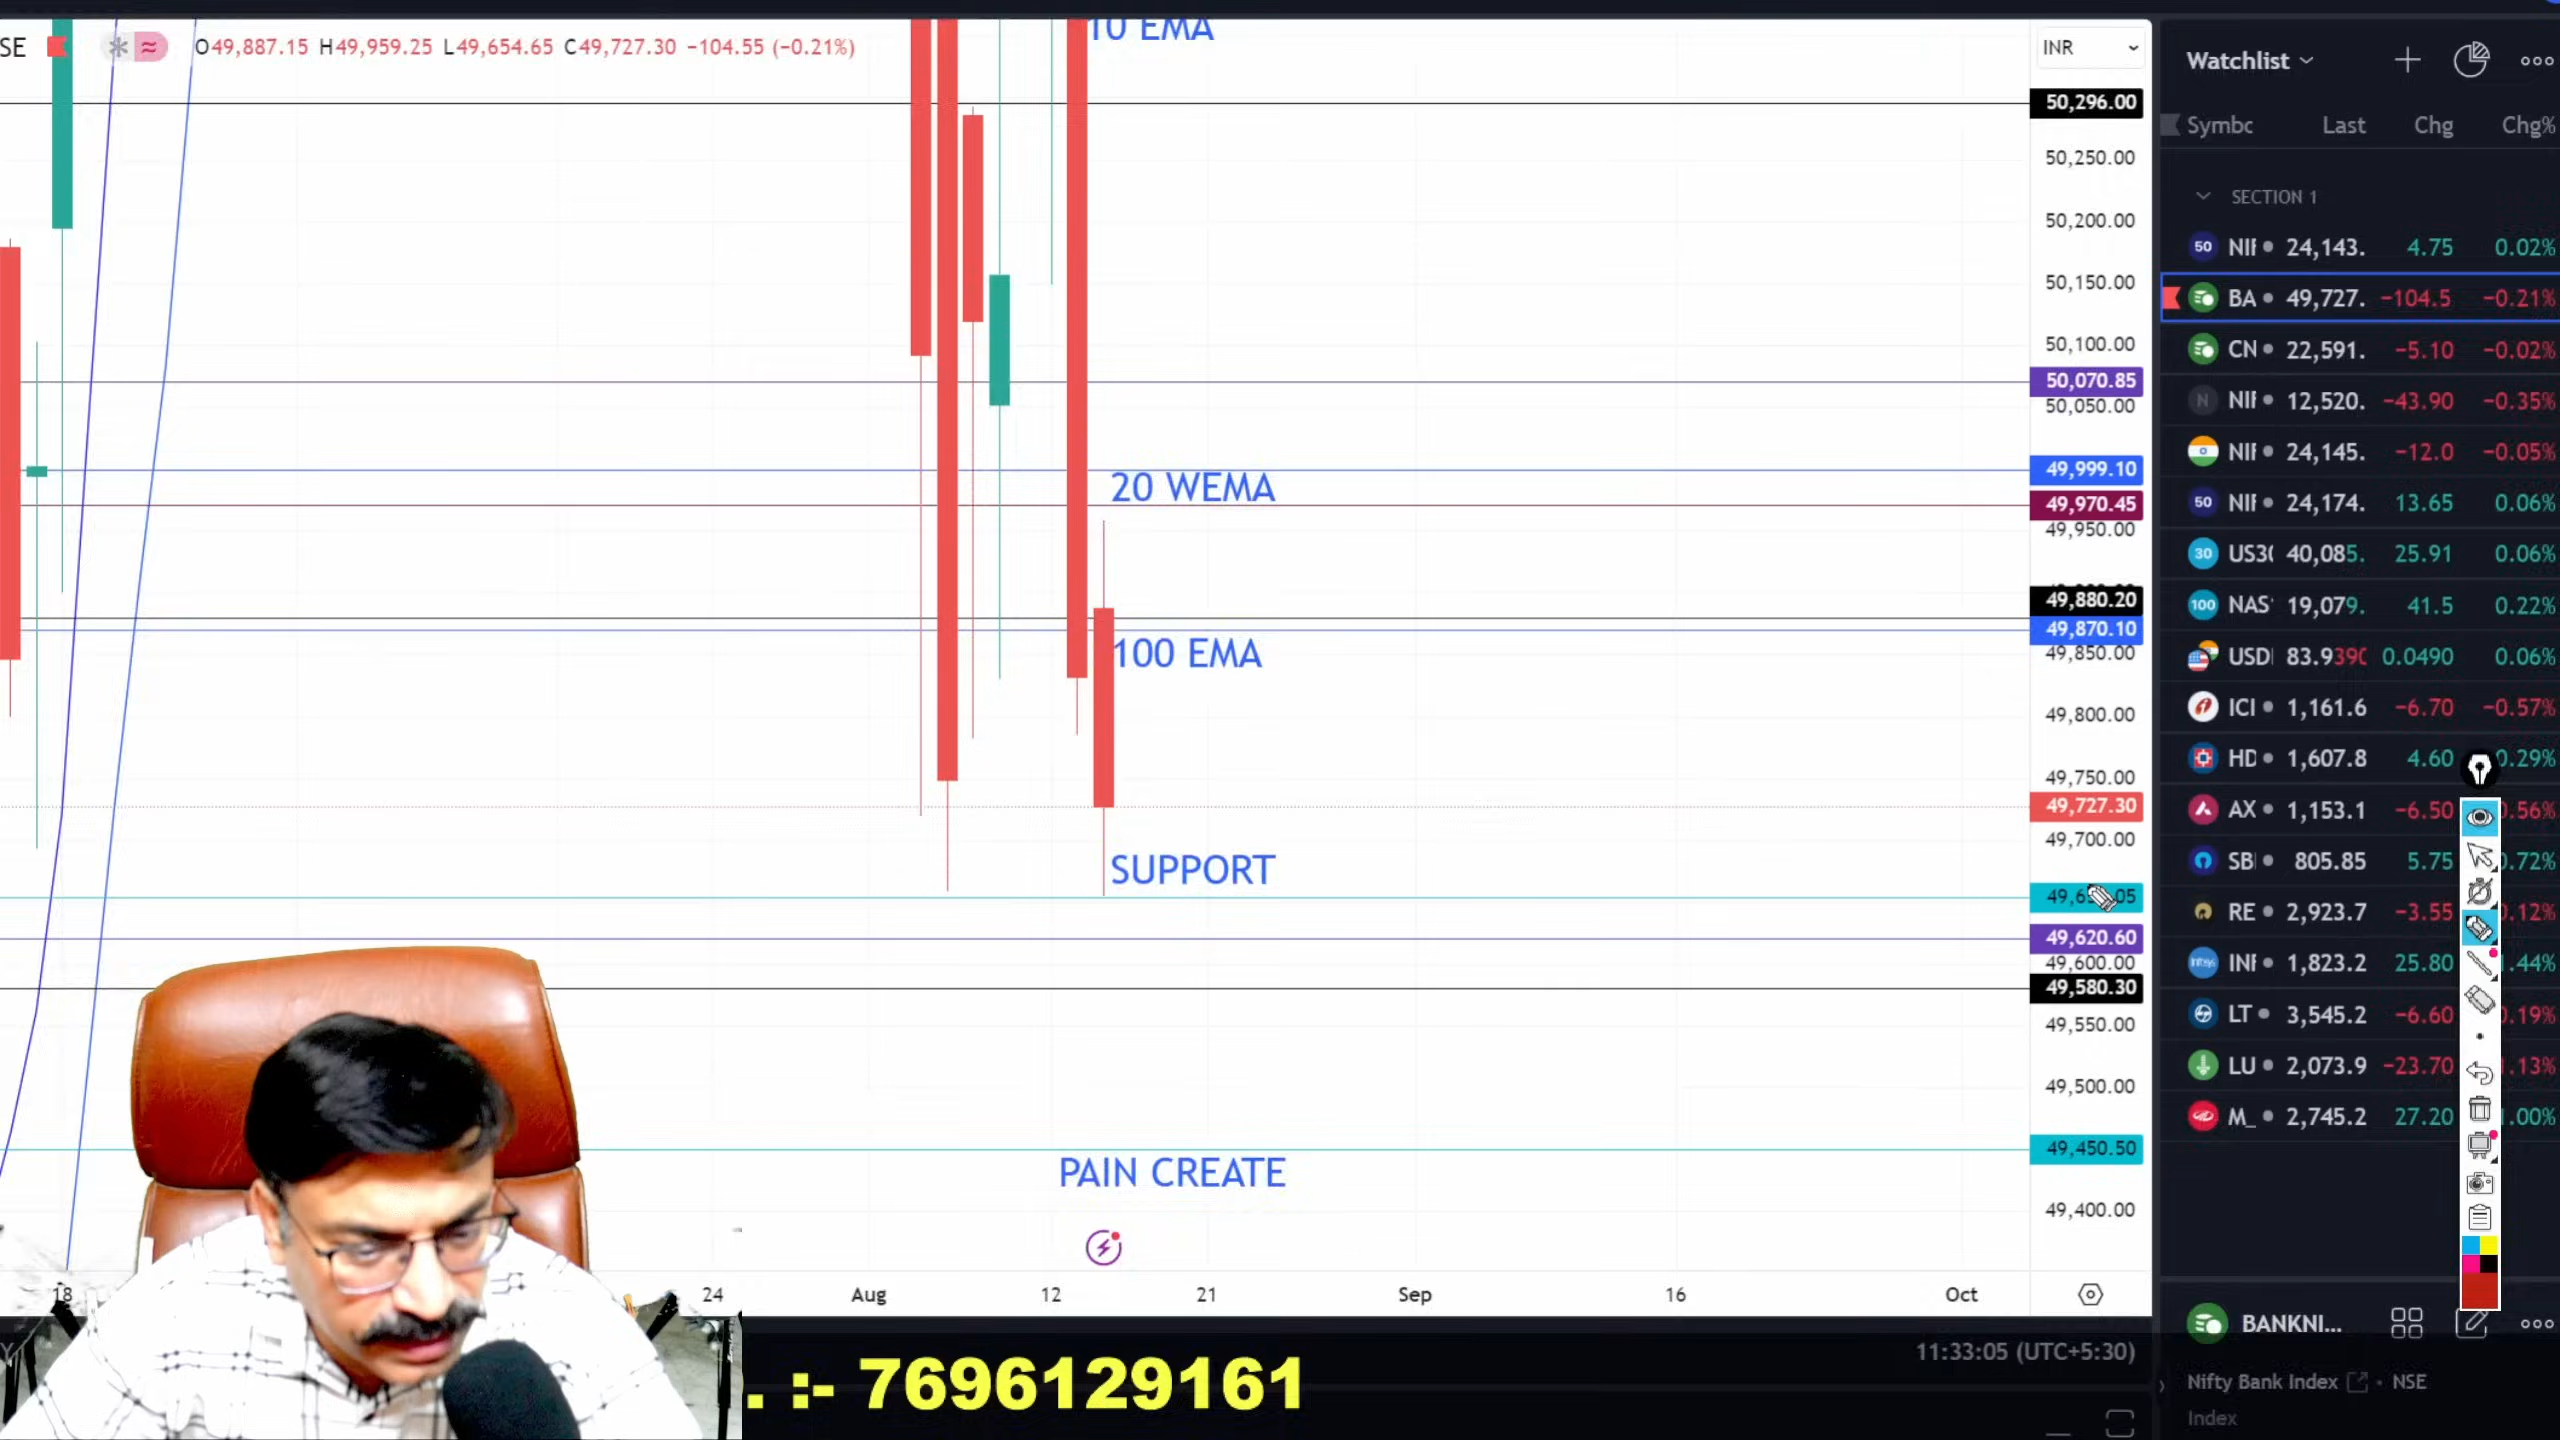 SE O49,887.15 H49,959.25 L49,654.65 C49,727.30 −104.55 (−0.21%)
10 EMA
20 WEMA
100 EMA
SUPPORT
PAIN CREATE
INR
50,296.00
50,250.00
50,200.00
50,150.00
50,100.00
50,070.85
50,050.00
49,999.10
49,970.45
49,950.00
49,880.20
49,870.10
49,850.00
49,800.00
49,750.00
49,727.30
49,700.00
49,620.60
49,600.00
49,580.30
49,550.00
49,500.00
49,450.50
49,400.00
18 24 Aug 12 21 Sep 16 Oct
11:33:05 (UTC+5:30)
. :- 7696129161
Watchlist
Symbc Last Chg Chg%
SECTION 1
50 NIF 24,143. 4.75 0.02%
BA 49,727. −104.5 −0.21%
CN 22,591. −5.10 −0.02%
N NIF 12,520. −43.90 −0.35%
NIF 24,145. −12.0 −0.05%
50 NIF 24,174. 13.65 0.06%
30 US30 40,085. 25.91 0.06%
100 NAS 19,079. 41.5 0.22%
USD 83.9390 0.0490 0.06%
ICI 1,161.6 −6.70 −0.57%
HD 1,607.8 4.60 0.29%
AX 1,153.1 −6.50 .56%
SBI 805.85 5.75 .72%
RE 2,923.7 −3.55 .12%
INF 1,823.2 25.80 .44%
LT 3,545.2 −6.60 .19%
LU 2,073.9 −23.70 .13%
M_ 2,745.2 27.20 .00%
BANKNI...
Nifty Bank Index • NSE
Index